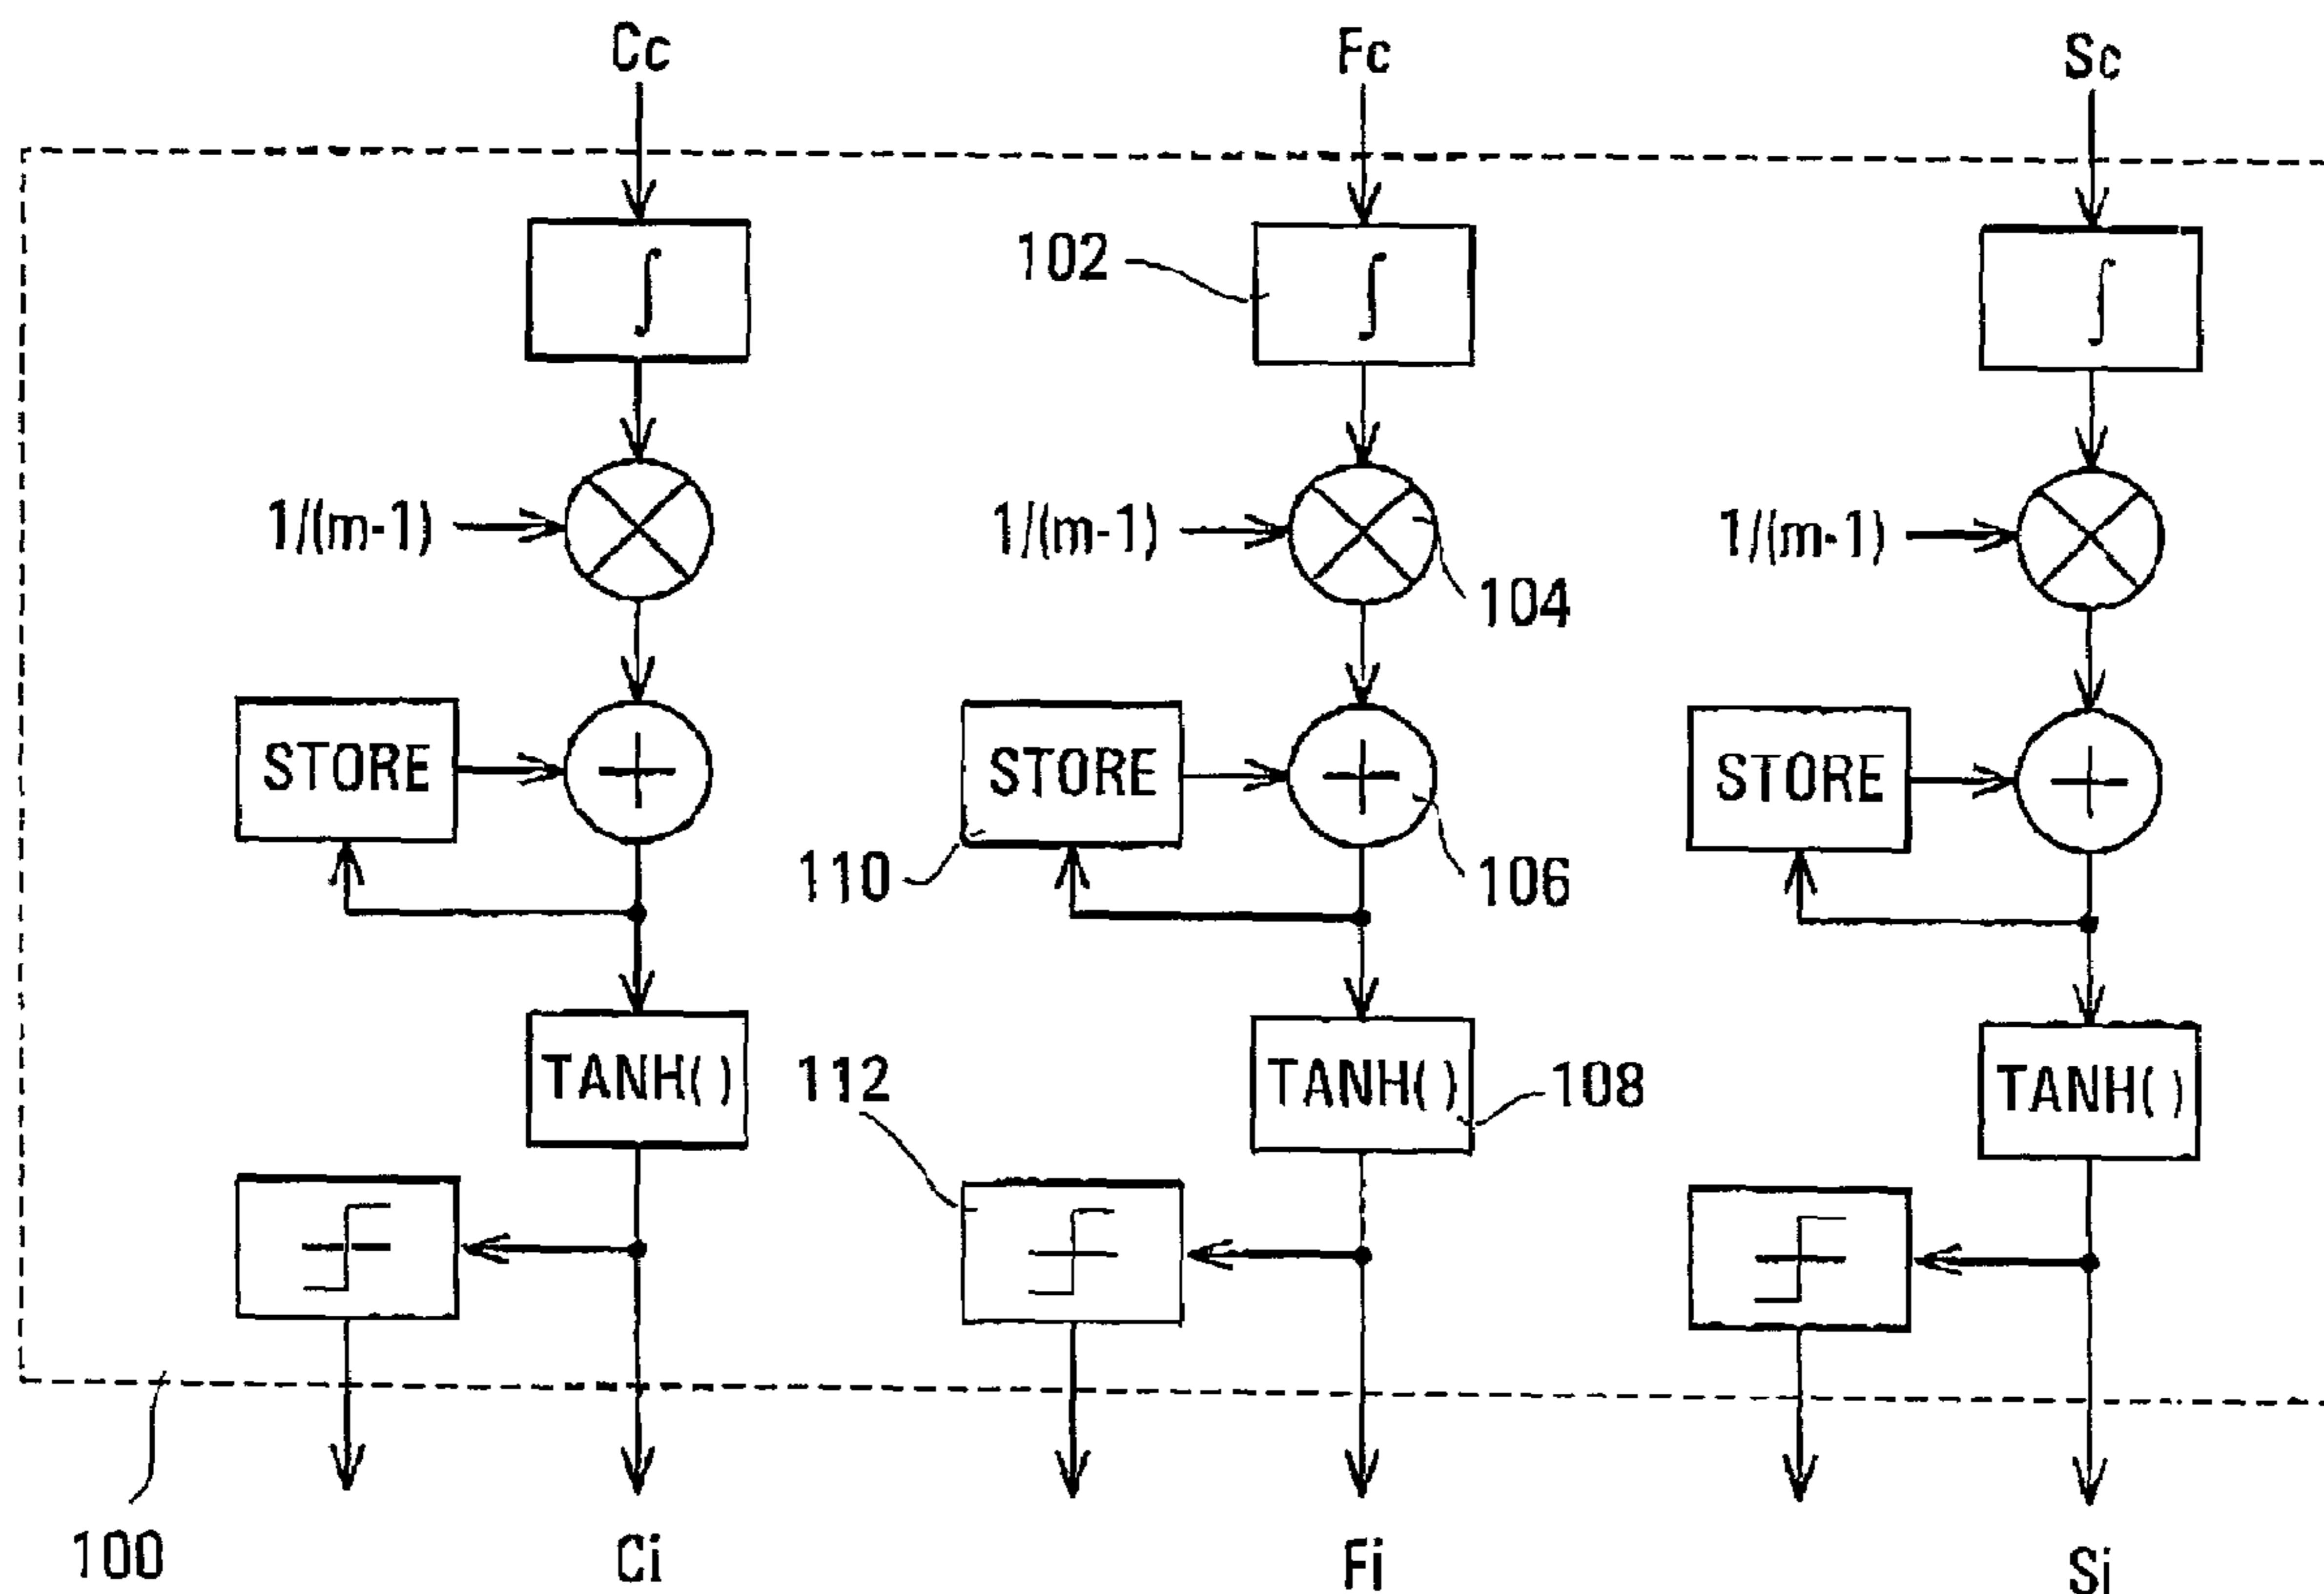 Cc Fc Sc
∫ 102 ∫ ∫
1/(m-1) 1/(m-1) 104 1/(m-1)
STORE STORE STORE
110 106
TANH() 112 TANH() 108 TANH()
100 Ci Fi Si